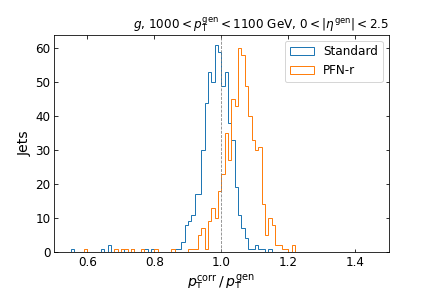 g, 1000 < p_T^gen < 1100 GeV, 0 < |η^gen| < 2.5
Standard
PFN-r
60
50
40
30
20
10
0
Jets
0.6 0.8 1.0 1.2 1.4
p_T^corr / p_T^gen